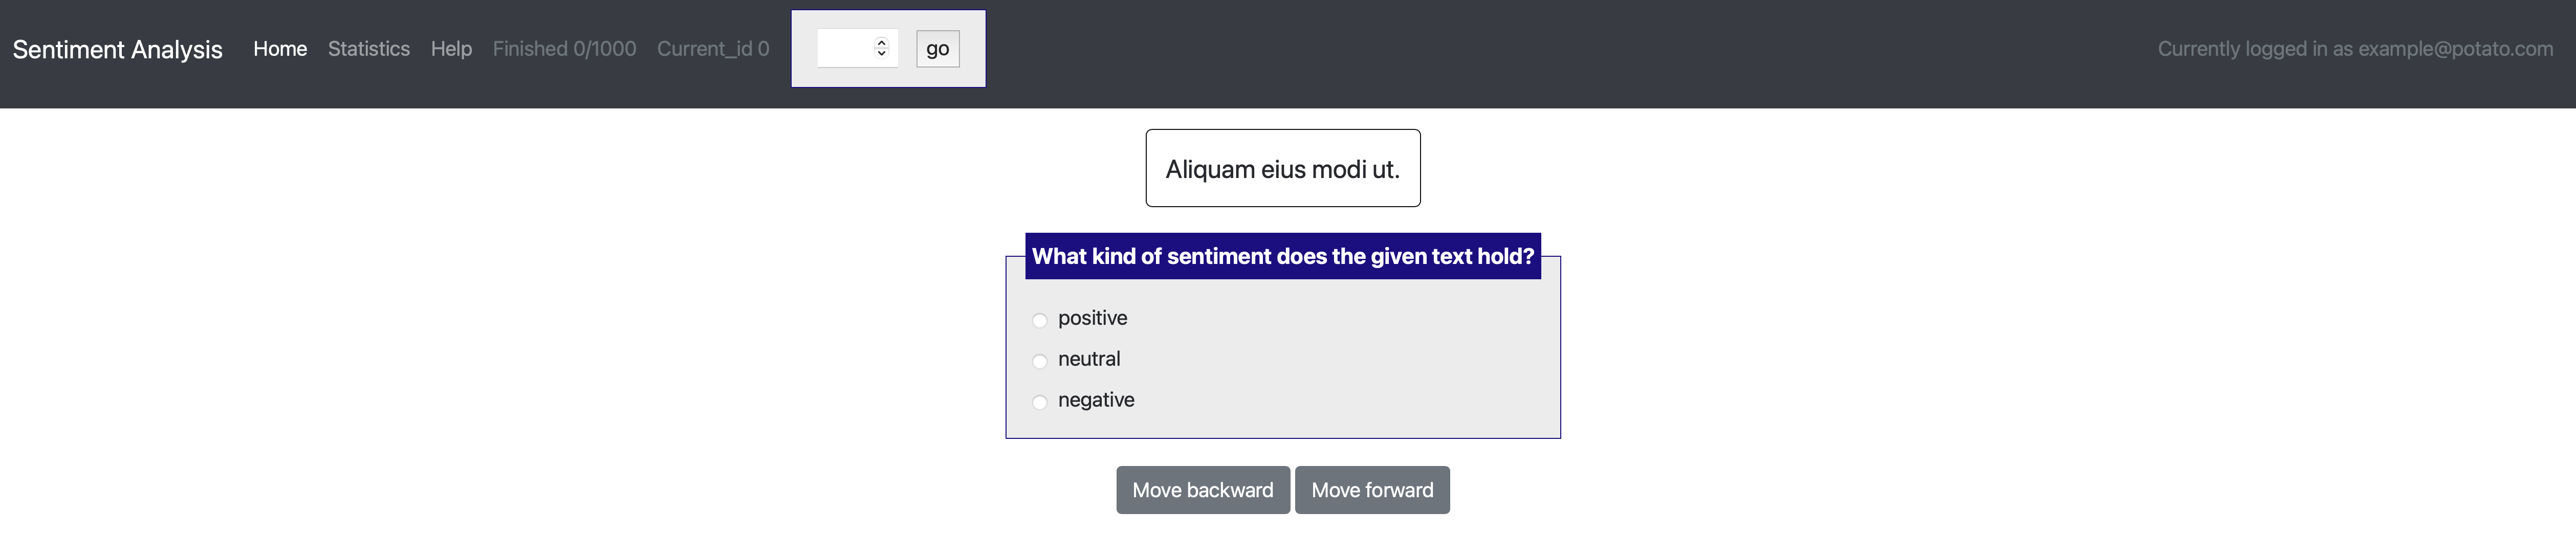 Sentiment Analysis Home Statistics Help Finished 0/1000 Current_id 0 go Currently logged in as example@potato.com
Aliquam eius modi ut.
What kind of sentiment does the given text hold?
positive
neutral
negative
Move backward Move forward